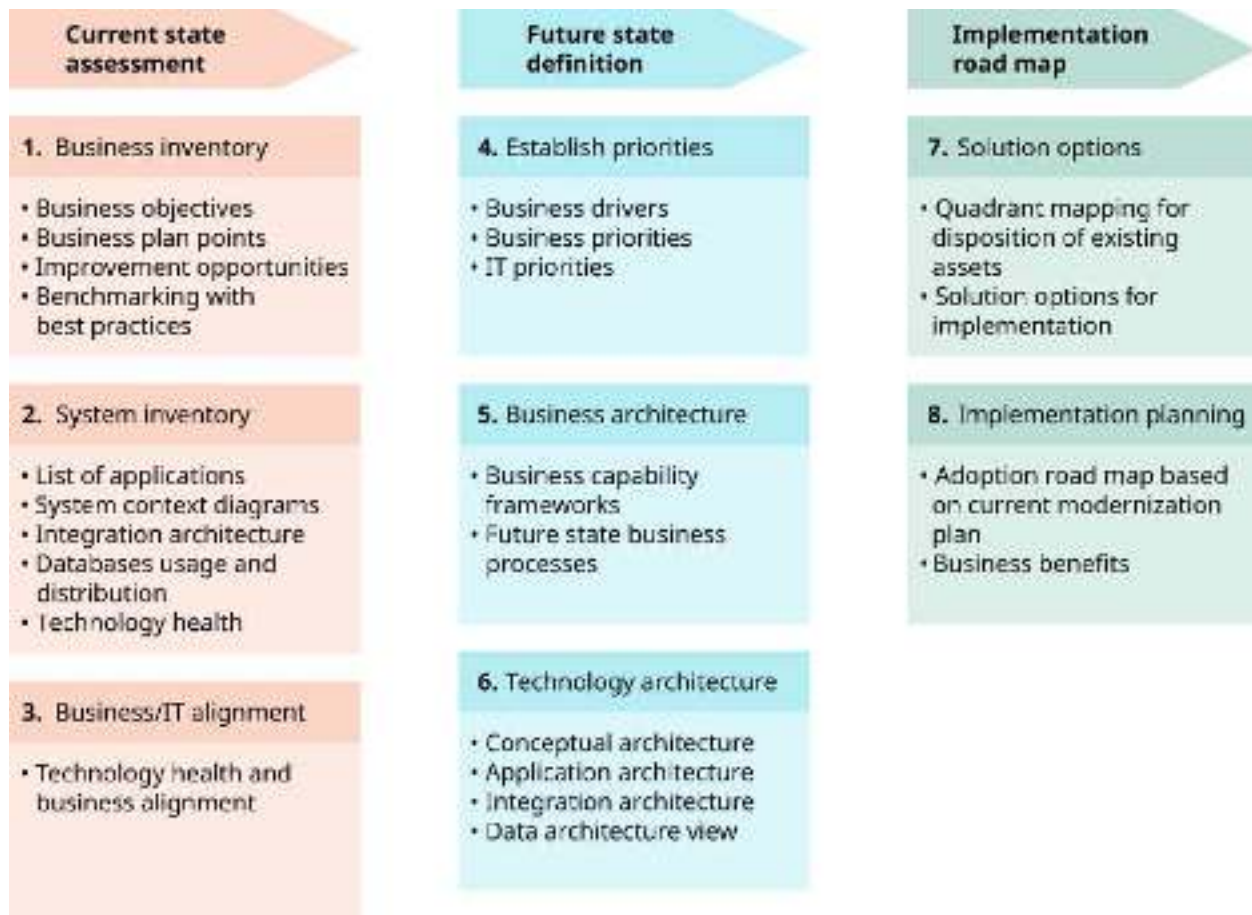 Current state
assessment
1. Business inventory
• Business objectives
• Business plan points
• Improvement opportunities
• Benchmarking with
best practices
2. System inventory
• List of applications
• System context diagrams
• Integration architecture
• Databases usage and
distribution
• Technology health
3. Business/IT alignment
• Technology health and
business alignment
Future state
definition
4. Establish priorities
• Business drivers
• Business priorities
• IT priorities
5. Business architecture
• Business capability
frameworks
• Future state business
processes
6. Technology architecture
• Conceptual architecture
• Application architecture
• Integration architecture
• Data architecture view
Implementation
road map
7. Solution options
• Quadrant mapping for
disposition of existing
assets
• Solution options for
implementation
8. Implementation planning
• Adoption road map based
on current modernization
plan
• Business benefits